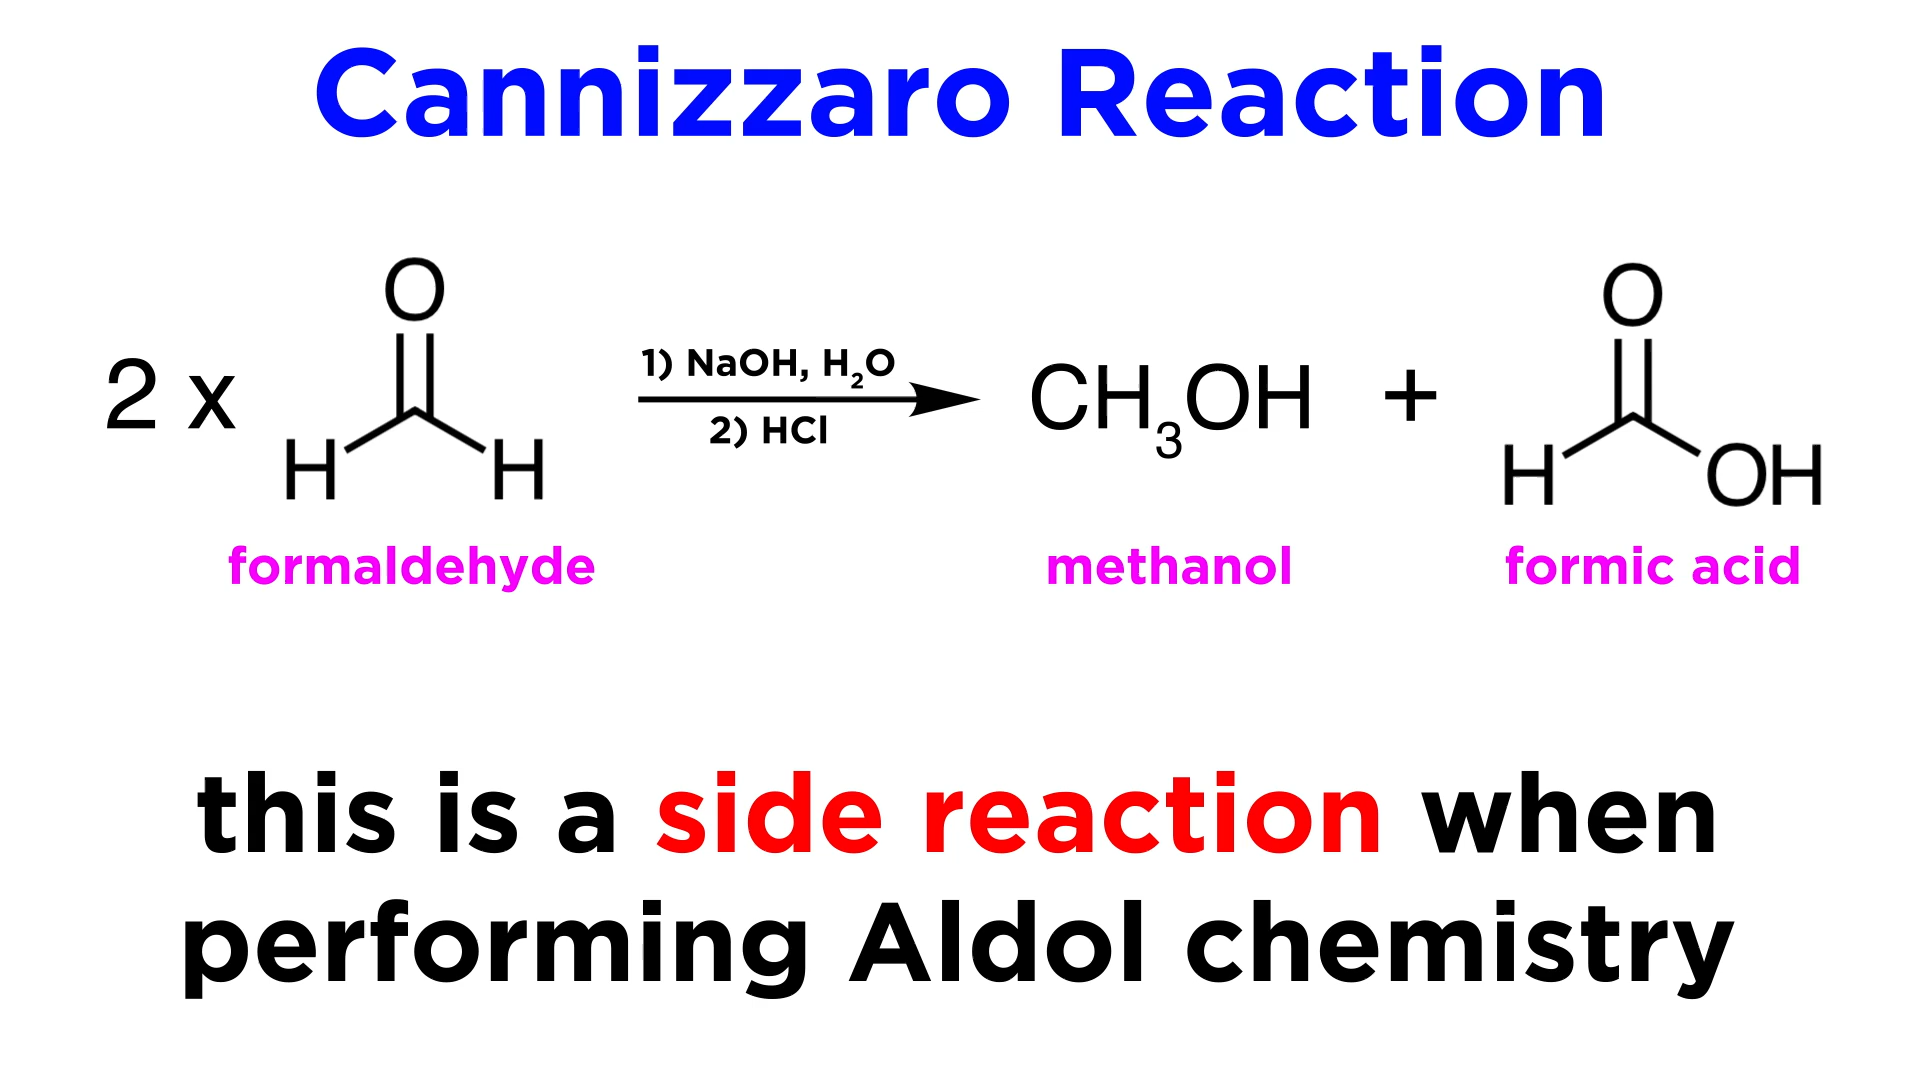 Cannizzaro Reaction
2 x
O
H H
1) NaOH, H₂O
2) HCl
CH₃OH +
O
H OH
formaldehyde methanol formic acid
this is a side reaction when
performing Aldol chemistry